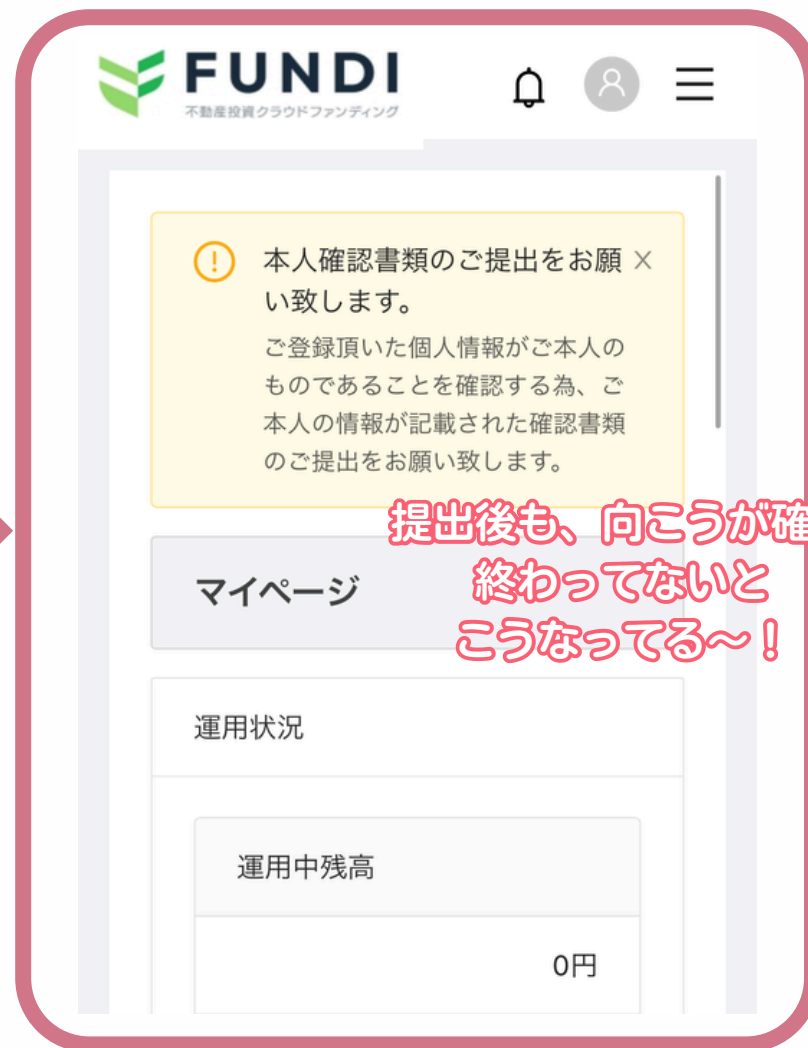 FUNDI
不動産投資クラウドファンディング
本人確認書類のご提出をお願
い致します。
ご登録頂いた個人情報がご本人の
ものであることを確認する為、ご
本人の情報が記載された確認書類
のご提出をお願い致します。
提出後も、向こうが確
終わってないと
こうなってる〜！
マイページ
運用状況
運用中残高
0円